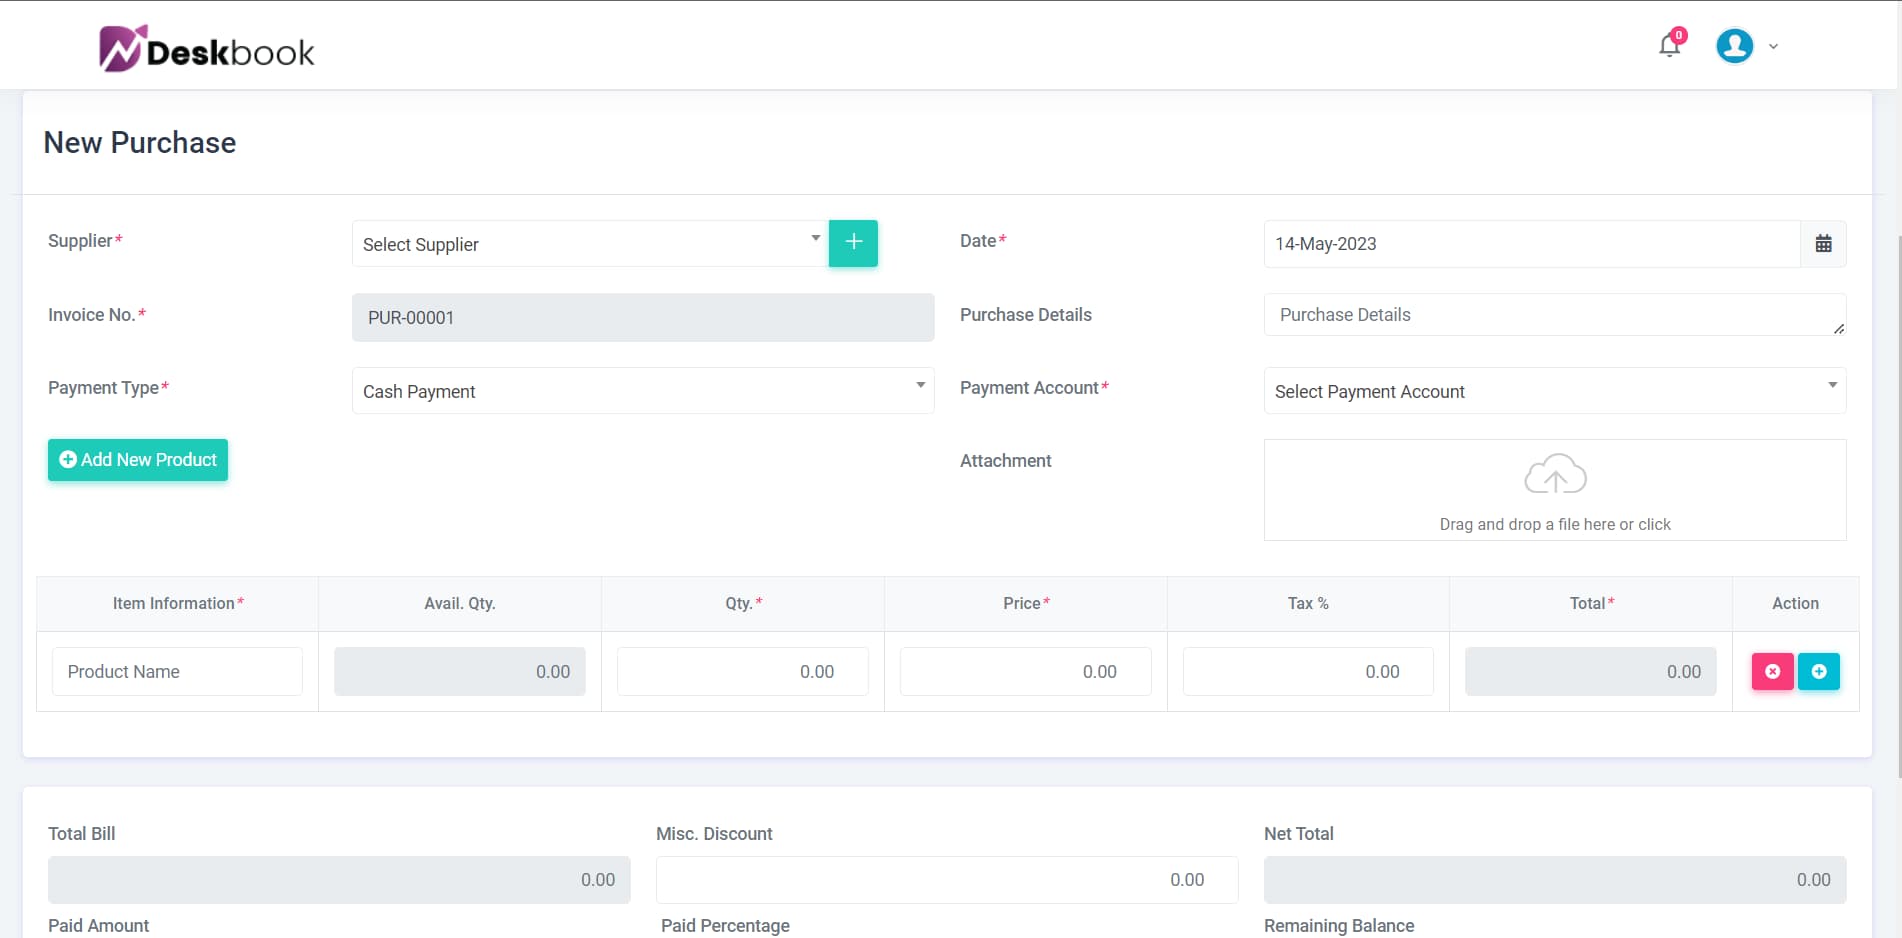 Deskbook
0
New Purchase
Supplier* Select Supplier Date* 14-May-2023
Invoice No.* PUR-00001 Purchase Details Purchase Details
Payment Type* Cash Payment Payment Account* Select Payment Account
Add New Product Attachment
Drag and drop a file here or click
Item Information* Avail. Qty. Qty.* Price* Tax % Total* Action
Product Name 0.00 0.00 0.00 0.00 0.00
Total Bill Misc. Discount Net Total
0.00 0.00 0.00
Paid Amount Paid Percentage Remaining Balance